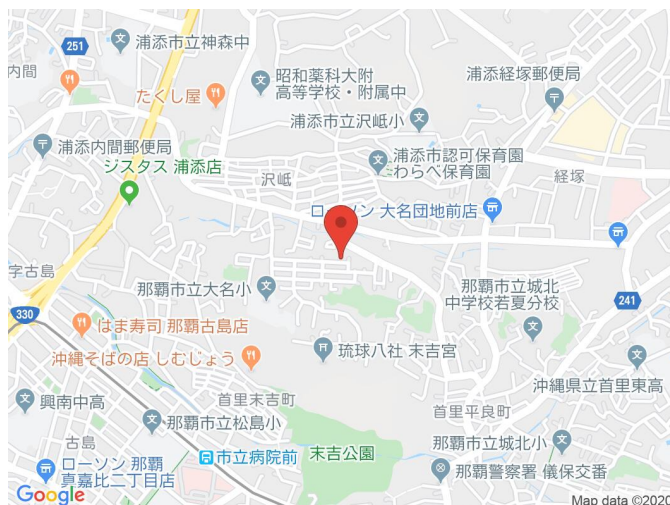 251
浦添市立神森中
内間
たくし屋
昭和薬科大附
高等学校・附属中
浦添経塚郵便局
浦添市立沢岻小
浦添内間郵便局
ジスタス 浦添店
浦添市認可保育園
わらべ保育園
沢岻
経塚
ローソン 大名団地前店
字古島
那覇市立大名小
那覇市立城北
中学校若夏分校
241
330
はま寿司 那覇古島店
琉球八社 末吉宮
沖縄そばの店 しむじょう
沖縄県立首里東高
首里末吉町
興南中高
首里平良町
那覇市立松島小
古島
市立病院前
末吉公園
那覇市立城北小
ローソン 那覇
真嘉比二丁目店
那覇警察署 儀保交番
Google
Map data ©2020